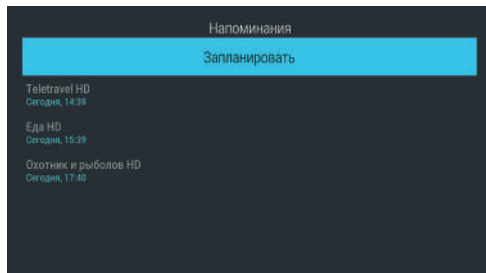 Напоминания
Запланировать
Teletravel HD
Сегодня, 14:39
Еда HD
Сегодня, 15:39
Охотник и рыболов HD
Сегодня, 17:40